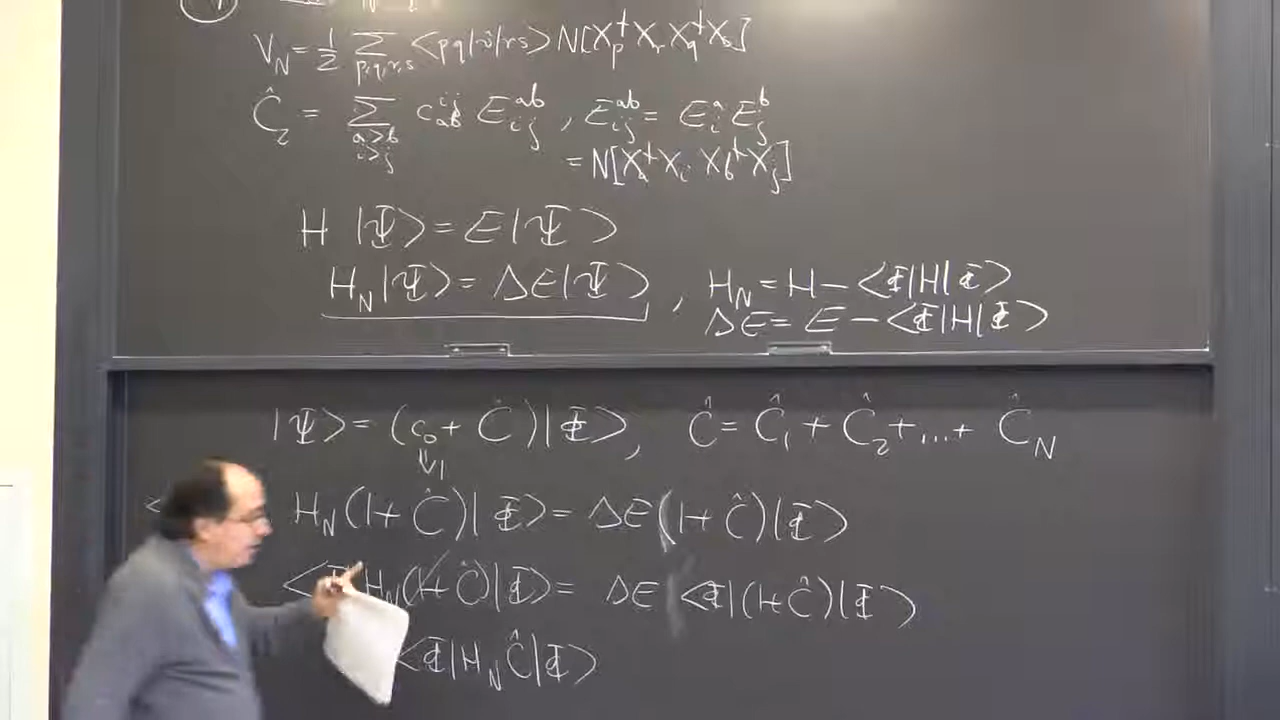 V_N = 1/2 Σ_{p,q,r,s} <pq|v̂|rs> N[X_p† X_r X_q† X_s]
Ĉ_2 = Σ_{a>b, i>j} c_{ab}^{ij} E_{ij}^{ab} , E_{ij}^{ab} = E_i^a E_j^b
= N[X_a† X_i X_b† X_j]
H |Ψ> = E|Ψ>
H_N|Ψ> = ΔE|Ψ> , H_N = H − <Φ|H|Φ>
ΔE = E − <Φ|H|Φ>
|Ψ> = (c_0 + Ĉ)|Φ>, Ĉ = Ĉ_1 + Ĉ_2 + ... + Ĉ_N
1
H_N(1 + Ĉ)|Φ> = ΔE(1 + Ĉ)|Φ>
<Φ|H_N(1 + Ĉ)|Φ> = ΔE <Φ|(1 + Ĉ)|Φ>
<Φ|H_N Ĉ|Φ>